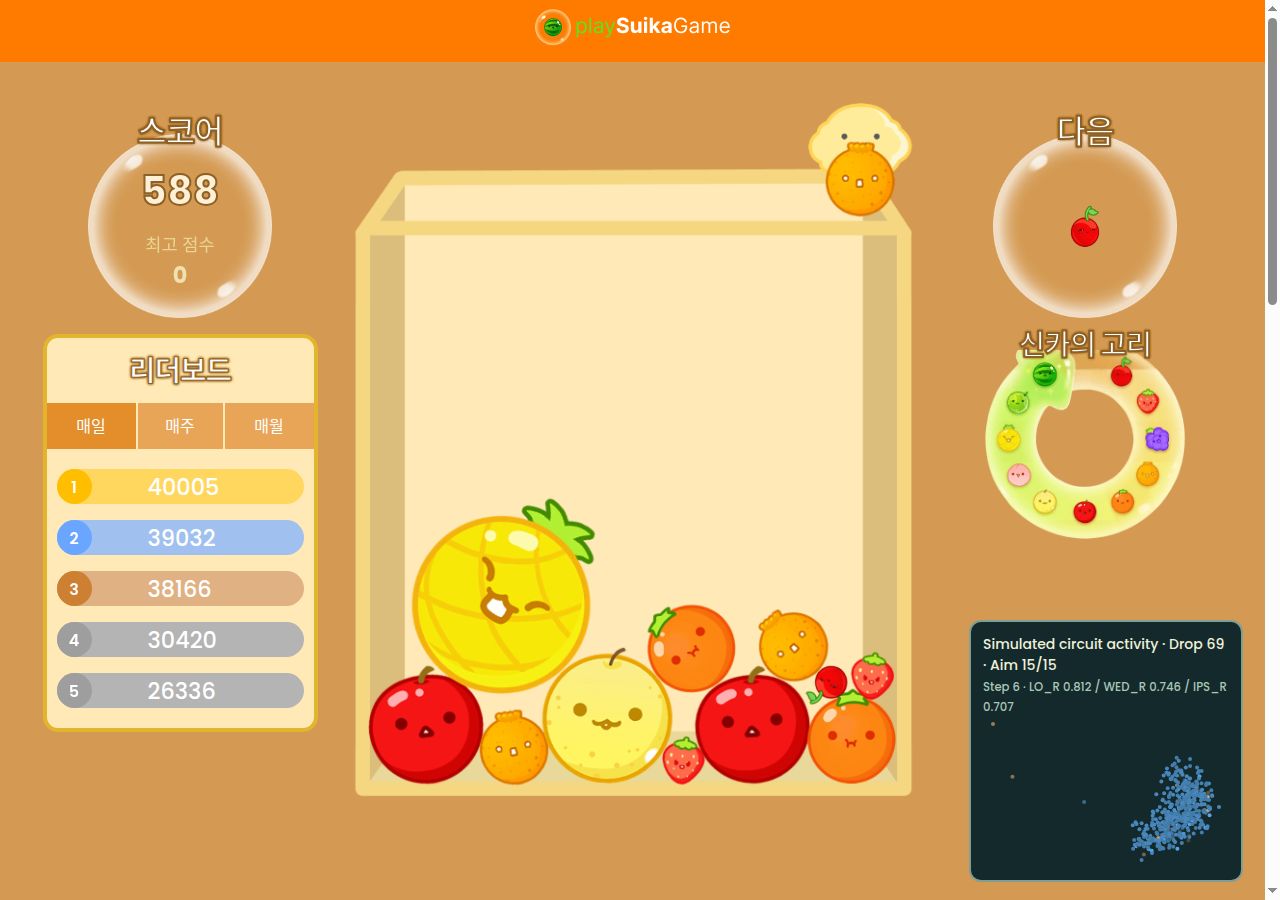 playSuikaGame
스코어
588
최고 점수
0
다음
리더보드
매일 매주 매월
1 40005
2 39032
3 38166
4 30420
5 26336
신카의 고리
Simulated circuit activity · Drop 69
· Aim 15/15
Step 6 · LO_R 0.812 / WED_R 0.746 / IPS_R
0.707